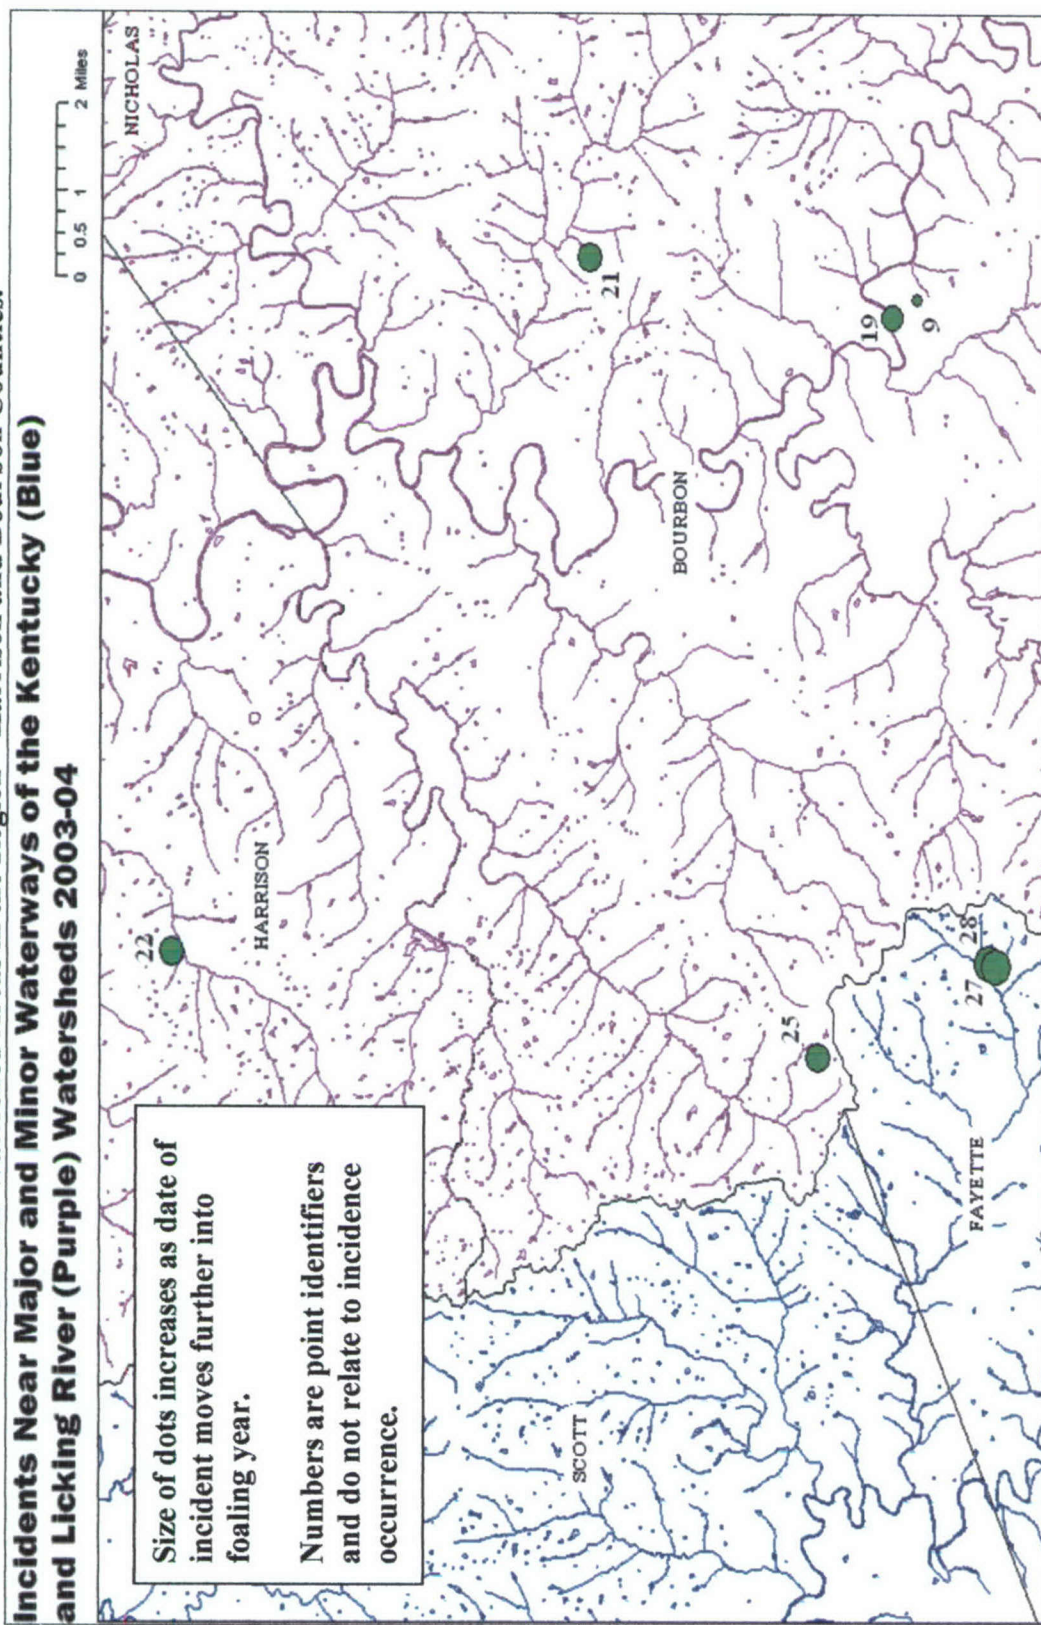 Incidents Near Major and Minor Waterways of the Kentucky (Blue)
and Licking River (Purple) Watersheds 2003-04
0 0.5 1 2 Miles
NICHOLAS
Size of dots increases as date of
incident moves further into
foaling year.
Numbers are point identifiers
and do not relate to incidence
occurrence.
22
HARRISON
21
BOURBON
SCOTT
25
19
9
FAYETTE
27 28